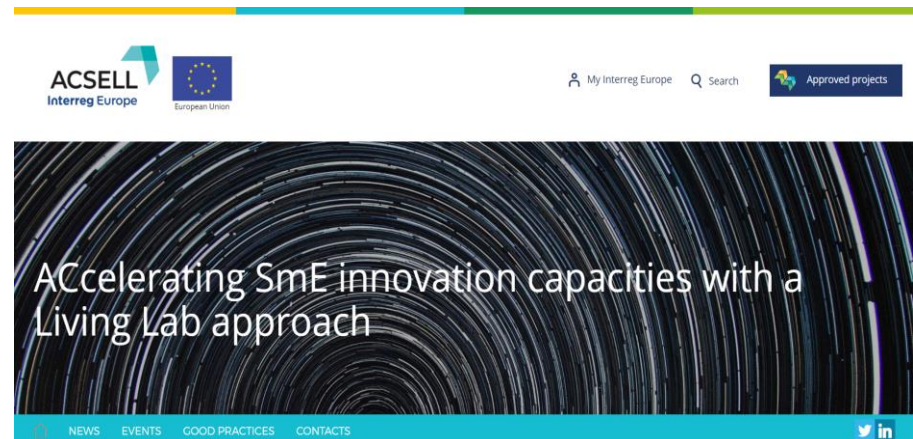 ACSELL
Interreg Europe
European Union
My Interreg Europe
Search
Approved projects
ACcelerating SmE innovation capacities with a
Living Lab approach
NEWS EVENTS GOOD PRACTICES CONTACTS
in